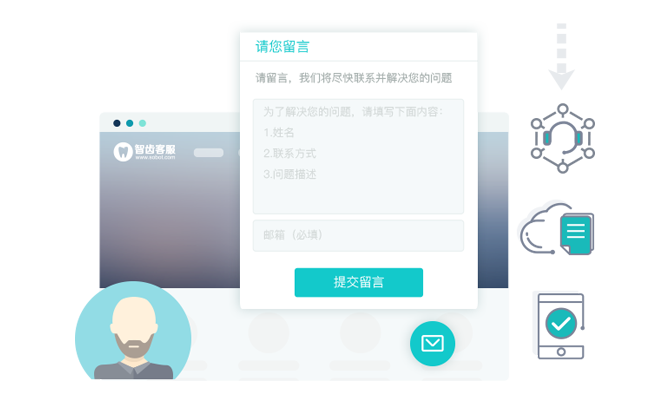 请您留言
请留言，我们将尽快联系并解决您的问题
为了解决您的问题，请填写下面内容：
1.姓名
2.联系方式
3.问题描述
邮箱（必填）
提交留言
智齿客服
www.sobot.com